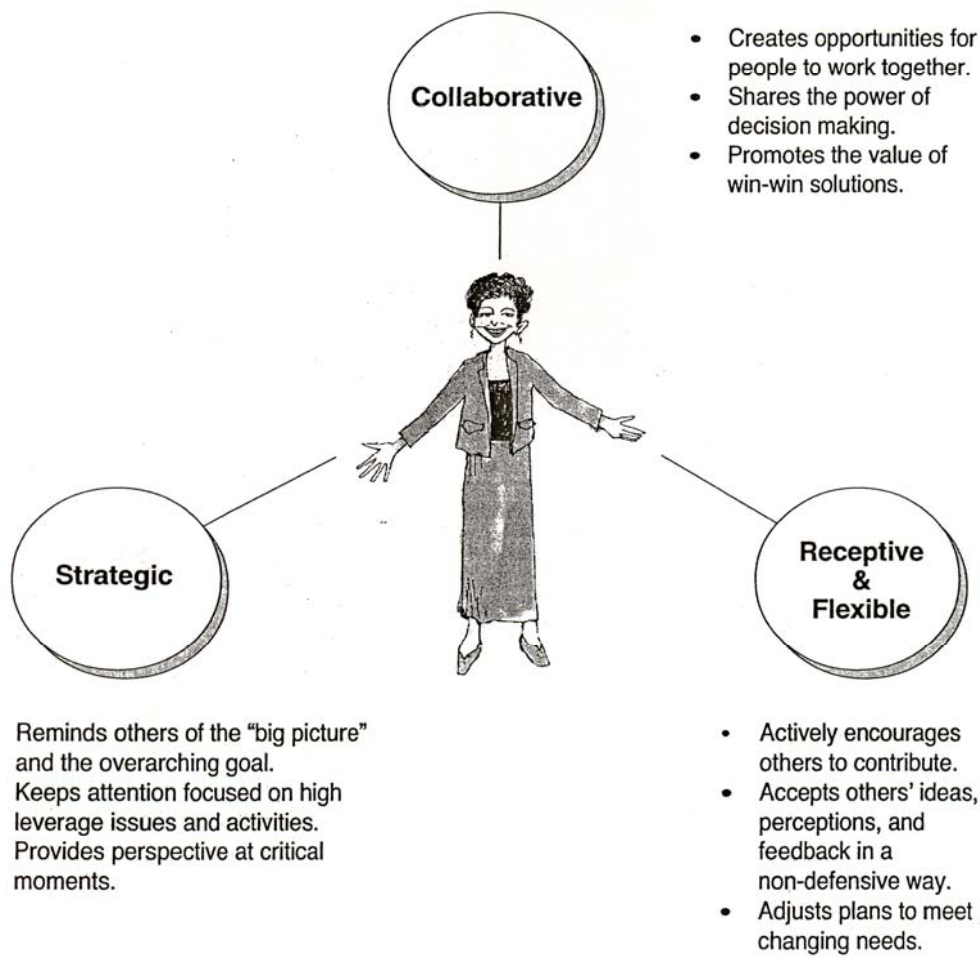 Collaborative
• Creates opportunities for
people to work together.
• Shares the power of
decision making.
• Promotes the value of
win-win solutions.
Strategic
Reminds others of the “big picture”
and the overarching goal.
Keeps attention focused on high
leverage issues and activities.
Provides perspective at critical
moments.
Receptive
&
Flexible
• Actively encourages
others to contribute.
• Accepts others’ ideas,
perceptions, and
feedback in a
non-defensive way.
• Adjusts plans to meet
changing needs.